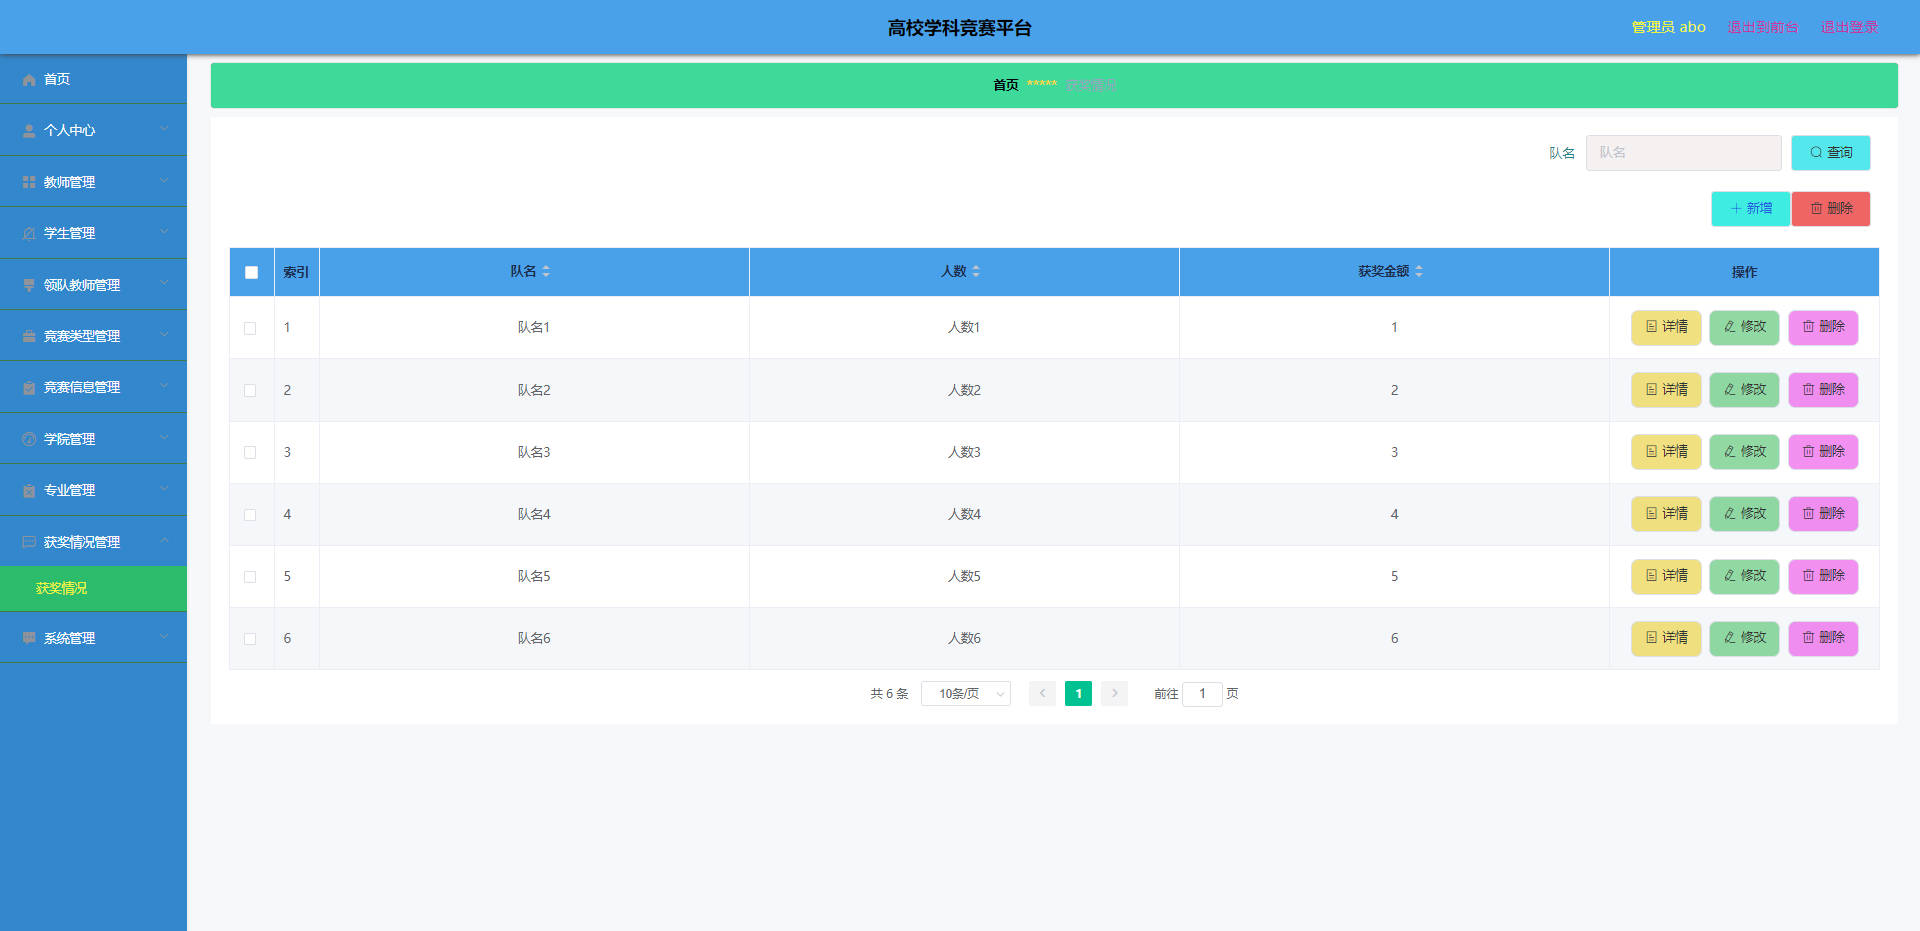 高校学科竞赛平台
管理员 abo 退出到前台 退出登录
首页
个人中心
教师管理
学生管理
领队教师管理
竞赛类型管理
竞赛信息管理
学院管理
专业管理
获奖情况管理
获奖情况
系统管理
首页 ***** 获奖情况
队名 队名 查询
新增 删除
索引 队名 人数 获奖金额 操作
1 队名1 人数1 1 详情 修改 删除
2 队名2 人数2 2 详情 修改 删除
3 队名3 人数3 3 详情 修改 删除
4 队名4 人数4 4 详情 修改 删除
5 队名5 人数5 5 详情 修改 删除
6 队名6 人数6 6 详情 修改 删除
共 6 条 10条/页 1 前往 1 页